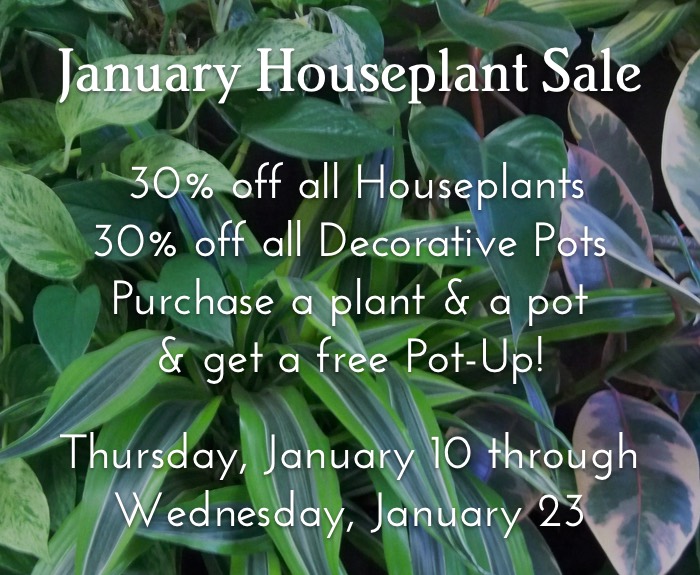 January Houseplant Sale
30% off all Houseplants
30% off all Decorative Pots
Purchase a plant & a pot
& get a free Pot-Up!
Thursday, January 10 through
Wednesday, January 23